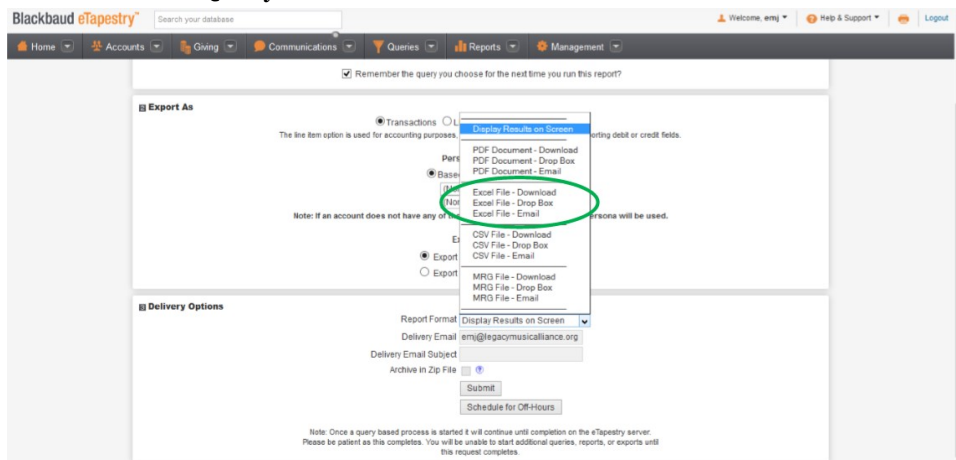 Blackbaud eTapestry™ Search your database Welcome, emj Help & Support Logout
Home Accounts Giving Communications Queries Reports Management
Remember the query you choose for the next time you run this report?
Export As
Transactions
The line item option is used for accounting purposes, orting debit or credit fields.
Display Results on Screen
PDF Document - Download
PDF Document - Drop Box
PDF Document - Email
Excel File - Download
Excel File - Drop Box
Excel File - Email
Note: If an account does not have any of ersona will be used.
CSV File - Download
CSV File - Drop Box
CSV File - Email
Export
Export
MRG File - Download
MRG File - Drop Box
MRG File - Email
Delivery Options
Report Format Display Results on Screen
Delivery Email emj@legacymusicalliance.org
Delivery Email Subject
Archive in Zip File ?
Submit
Schedule for Off-Hours
Note: Once a query based process is started it will continue until completion on the eTapestry server.
Please be patient as this completes. You will be unable to start additional queries, reports, or exports until
this request completes.